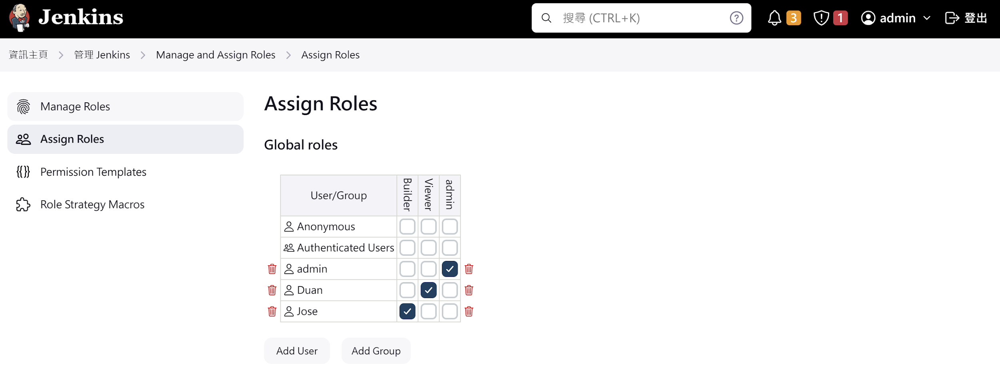 Jenkins
搜尋 (CTRL+K)
3
1
admin
登出
資訊主頁 > 管理 Jenkins > Manage and Assign Roles > Assign Roles
Manage Roles
Assign Roles
Permission Templates
Role Strategy Macros
Assign Roles
Global roles
User/Group Builder Viewer admin
Anonymous
Authenticated Users
admin
Duan
Jose
Add User
Add Group